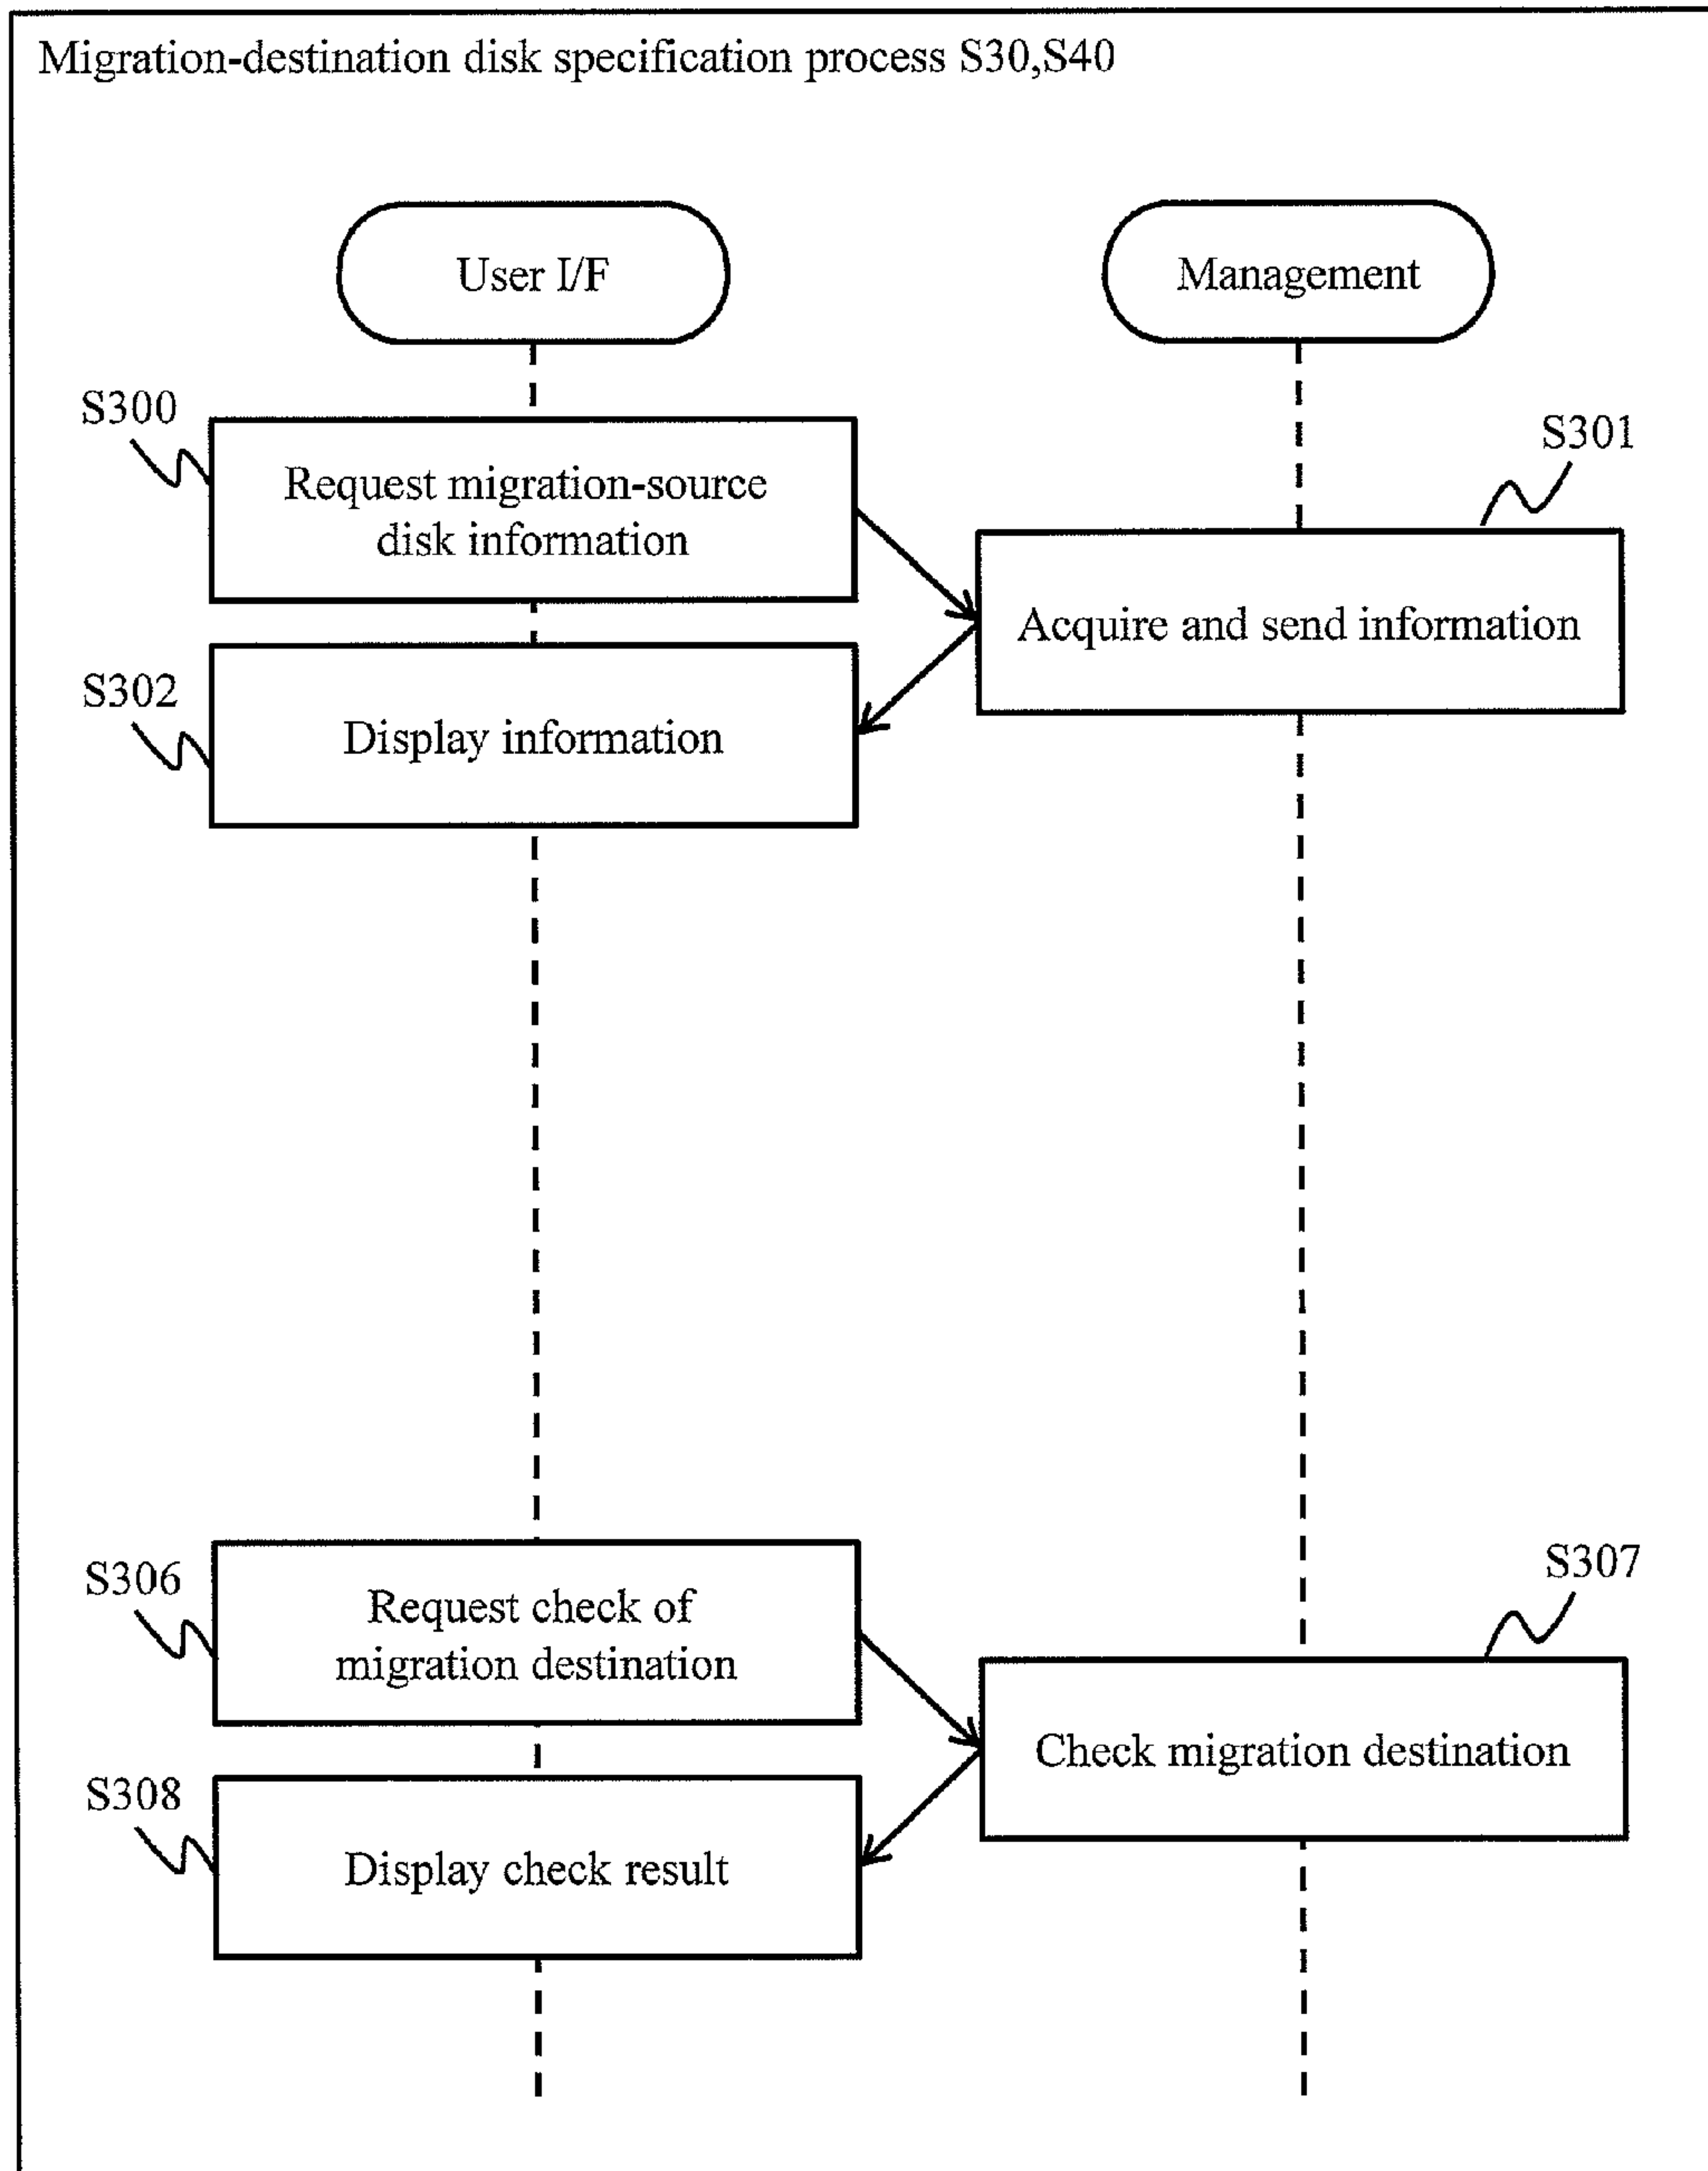 Migration-destination disk specification process S30,S40
User I/F
Management
S300
Request migration-source
disk information
S301
Acquire and send information
S302
Display information
S306
Request check of
migration destination
S307
Check migration destination
S308
Display check result